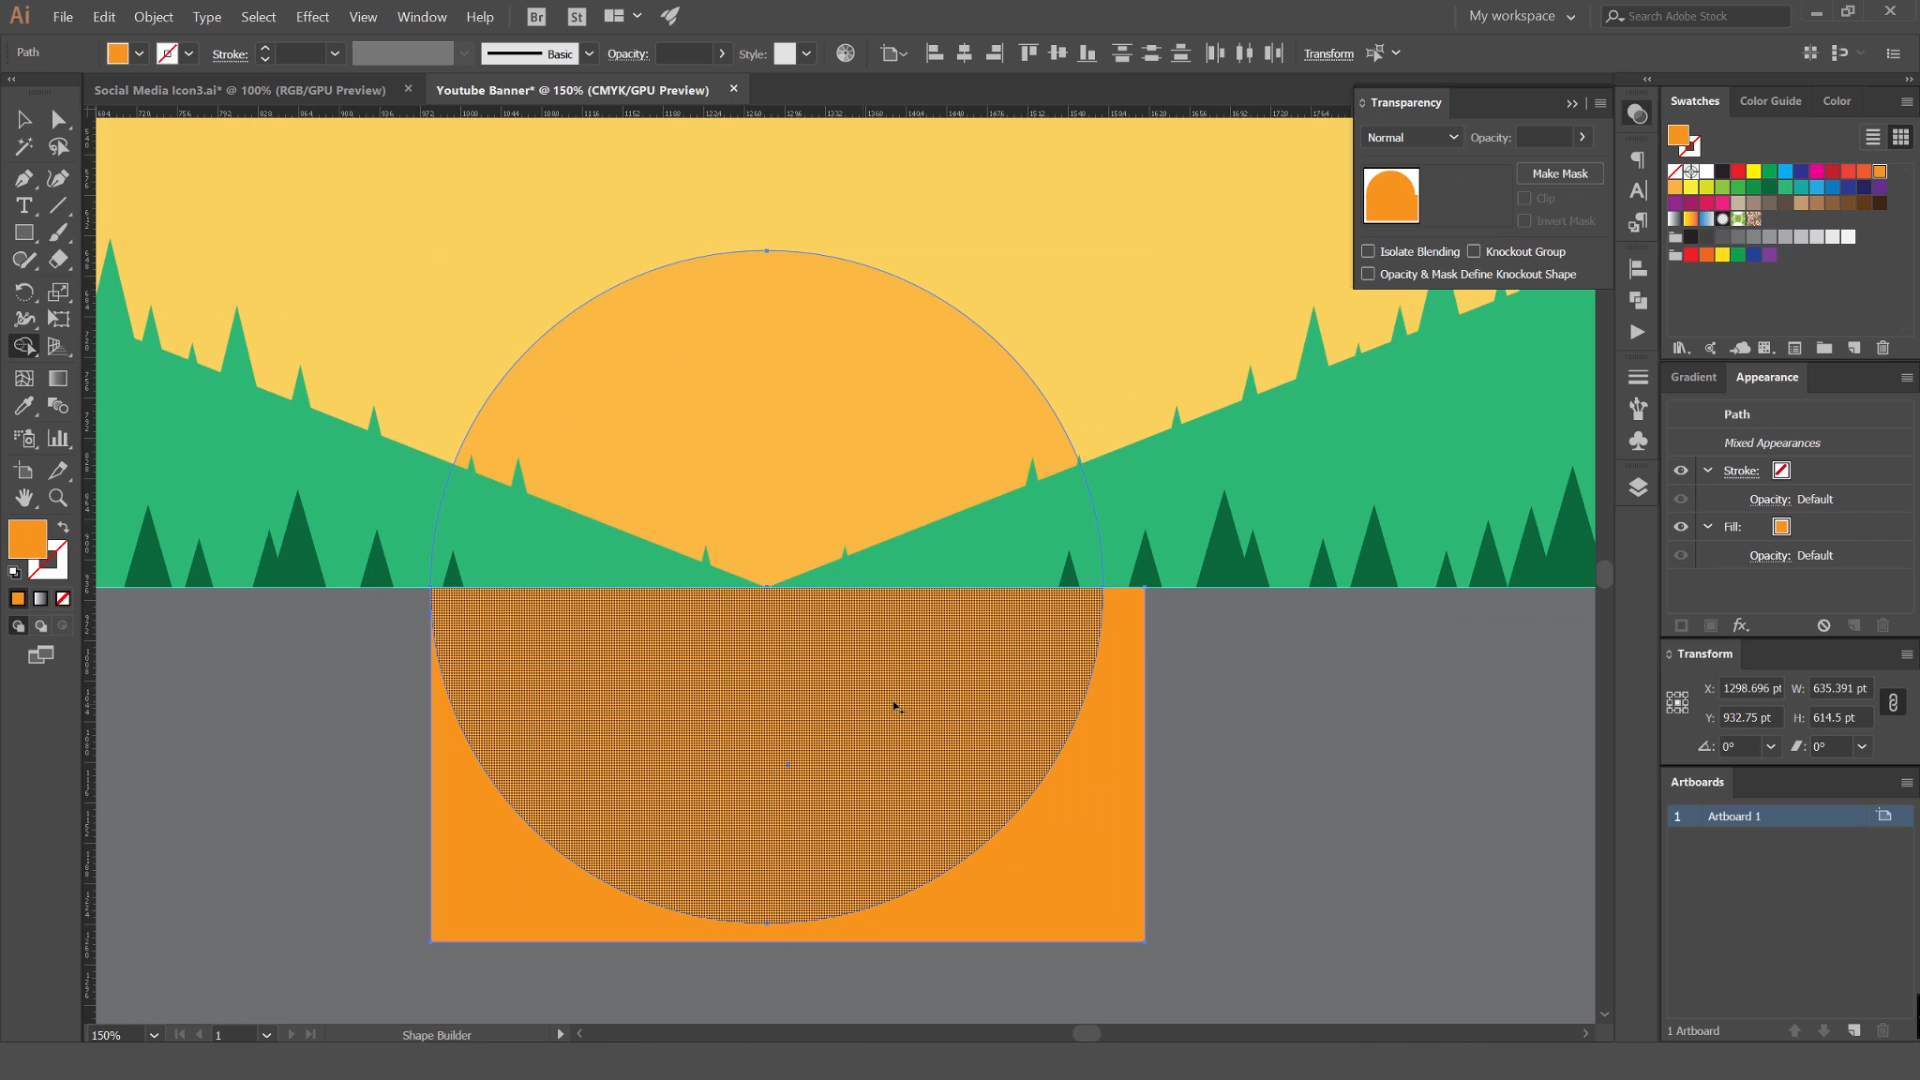 Ai File Edit Object Type Select Effect View Window Help Br St My workspace Search Adobe Stock
Path Stroke: Basic Opacity: Style: Transform
Social Media Icon3.ai* @ 100% (RGB/GPU Preview) × Youtube Banner* @ 150% (CMYK/GPU Preview) ×
Transparency
Normal Opacity:
Make Mask
Clip
Invert Mask
Isolate Blending Knockout Group
Opacity & Mask Define Knockout Shape
Swatches Color Guide Color
Gradient Appearance
Path
Mixed Appearances
Stroke:
Opacity: Default
Fill:
Opacity: Default
fx
Transform
X: 1298.696 pt W: 635.391 pt
Y: 932.75 pt H: 614.5 pt
0° 0°
Artboards
1 Artboard 1
1 Artboard
150% 1 Shape Builder